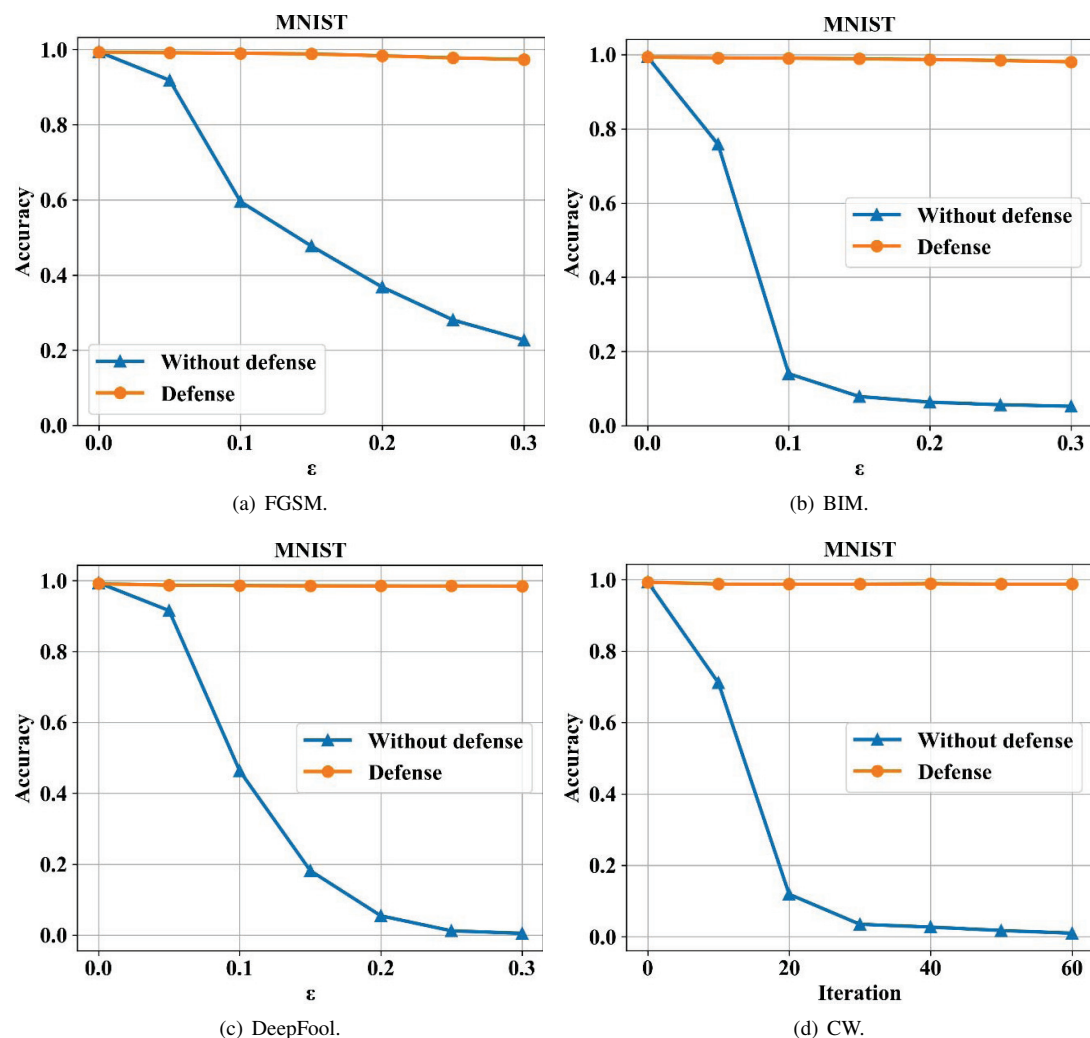 MNIST
1.0
0.8
0.6
0.4
0.2
0.0
Accuracy
Without defense
Defense
0.0 0.1 0.2 0.3
ε
(a) FGSM.
MNIST
1.0
0.8
0.6
0.4
0.2
0.0
Accuracy
Without defense
Defense
0.0 0.1 0.2 0.3
ε
(b) BIM.
MNIST
1.0
0.8
0.6
0.4
0.2
0.0
Accuracy
Without defense
Defense
0.0 0.1 0.2 0.3
ε
(c) DeepFool.
MNIST
1.0
0.8
0.6
0.4
0.2
0.0
Accuracy
Without defense
Defense
0 20 40 60
Iteration
(d) CW.